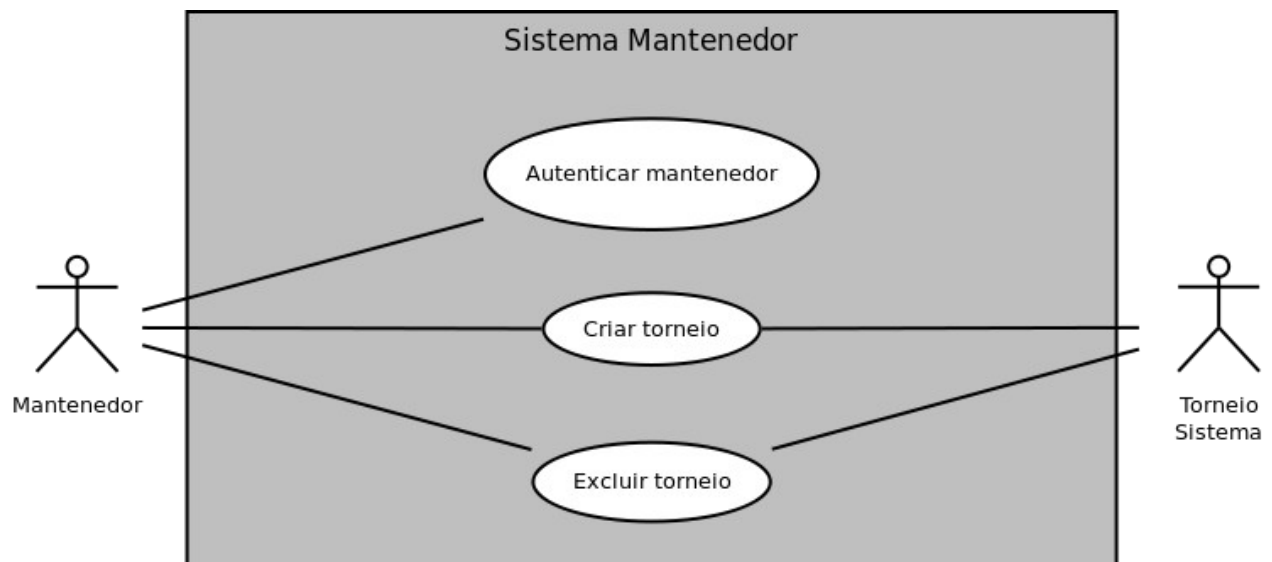 Sistema Mantenedor
Autenticar mantenedor
Criar torneio
Mantenedor
Torneio
Sistema
Excluir torneio